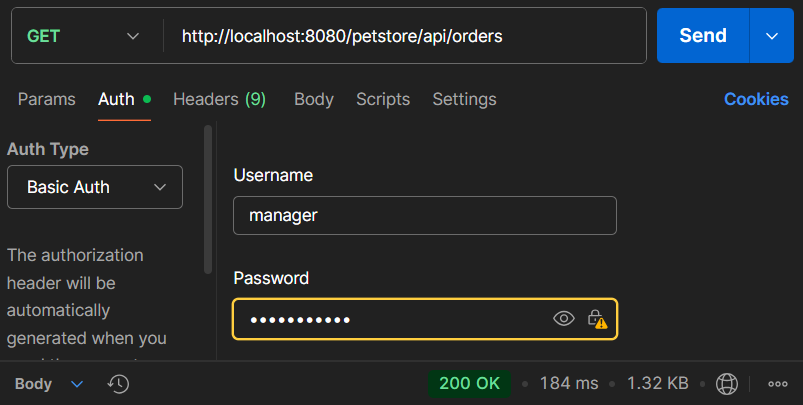 GET http://localhost:8080/petstore/api/orders Send
Params Auth Headers (9) Body Scripts Settings Cookies
Auth Type
Basic Auth
The authorization
header will be
automatically
generated when you
Username
manager
Password
•••••••••••
Body 200 OK 184 ms 1.32 KB